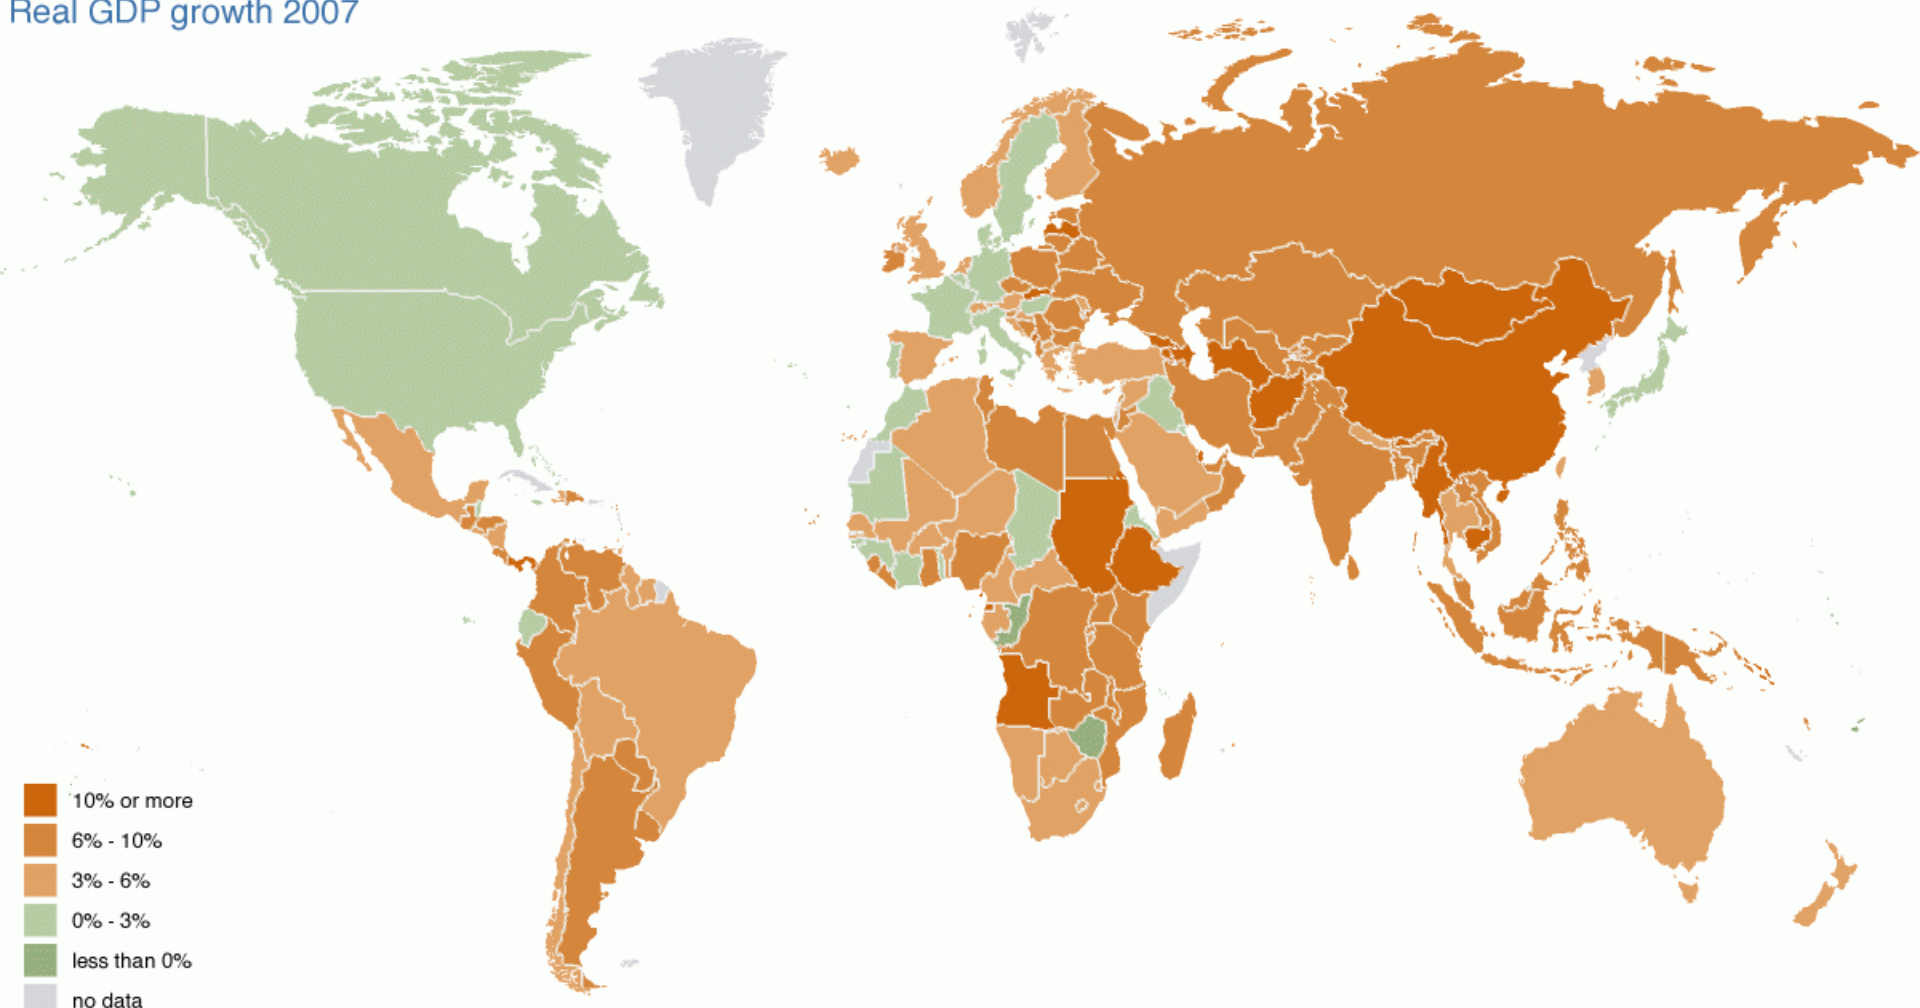 Real GDP growth 2007
10% or more
6% - 10%
3% - 6%
0% - 3%
less than 0%
no data